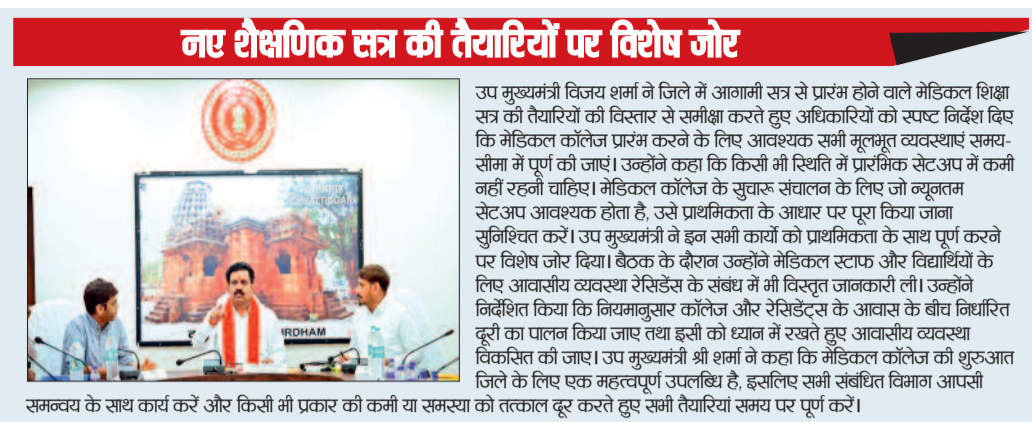 नए शैक्षणिक सत्र की तैयारियों पर विशेष जोर
उप मुख्यमंत्री विजय शर्मा ने जिले में आगामी सत्र से प्रारंभ होने वाले मेडिकल शिक्षा
सत्र की तैयारियों की विस्तार से समीक्षा करते हुए अधिकारियों को स्पष्ट निर्देश दिए
कि मेडिकल कॉलेज प्रारंभ करने के लिए आवश्यक सभी मूलभूत व्यवस्थाएं समय-
सीमा में पूर्ण की जाएं। उन्होंने कहा कि किसी भी स्थिति में प्रारंभिक सेटअप में कमी
नहीं रहनी चाहिए। मेडिकल कॉलेज के सुचारू संचालन के लिए जो न्यूनतम
सेटअप आवश्यक होता है, उसे प्राथमिकता के आधार पर पूरा किया जाना
सुनिश्चित करें। उप मुख्यमंत्री ने इन सभी कार्यो को प्राथमिकता के साथ पूर्ण करने
पर विशेष जोर दिया। बैठक के दौरान उन्होंने मेडिकल स्टाफ और विद्यार्थियों के
लिए आवासीय व्यवस्था रेसिडेंस के संबंध में भी विस्तृत जानकारी ली। उन्होंने
निर्देशित किया कि नियमानुसार कॉलेज और रेसिडेंट्स के आवास के बीच निर्धारित
दूरी का पालन किया जाए तथा इसी को ध्यान में रखते हुए आवासीय व्यवस्था
विकसित की जाए। उप मुख्यमंत्री श्री शर्मा ने कहा कि मेडिकल कॉलेज की शुरुआत
जिले के लिए एक महत्वपूर्ण उपलब्धि है, इसलिए सभी संबंधित विभाग आपसी
समन्वय के साथ कार्य करें और किसी भी प्रकार की कमी या समस्या को तत्काल दूर करते हुए सभी तैयारियां समय पर पूर्ण करें।